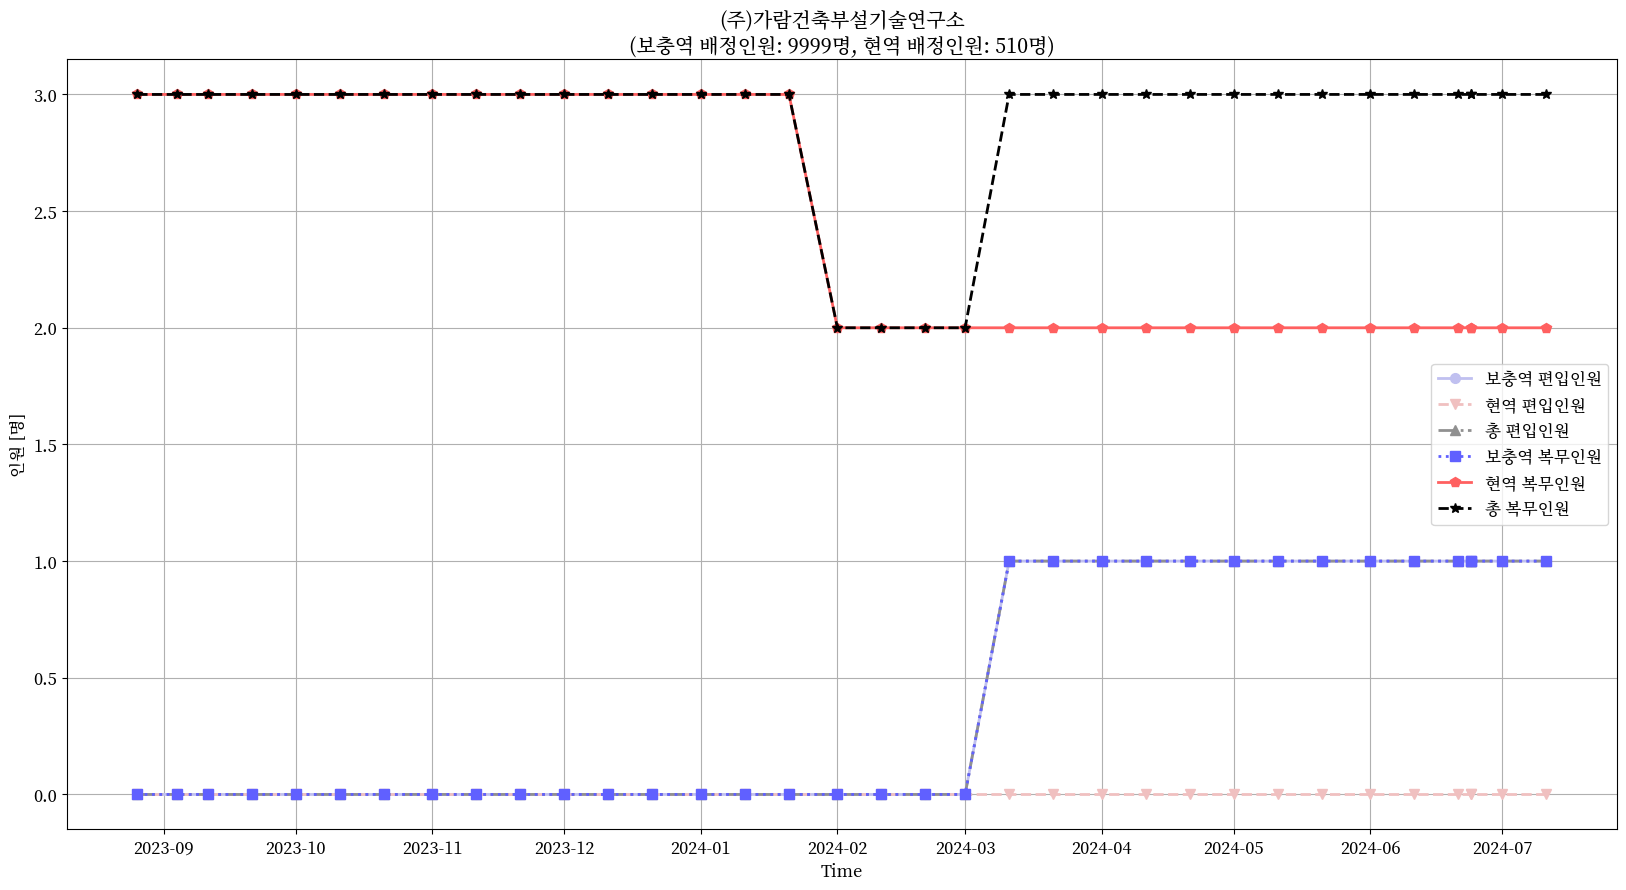 (주)가람건축부설기술연구소
(보충역 배정인원: 9999명, 현역 배정인원: 510명)
인원 [명]
3.0
2.5
2.0
1.5
1.0
0.5
0.0
보충역 편입인원
현역 편입인원
총 편입인원
보충역 복무인원
현역 복무인원
총 복무인원
2023-09
2023-10
2023-11
2023-12
2024-01
2024-02
2024-03
2024-04
2024-05
2024-06
2024-07
Time